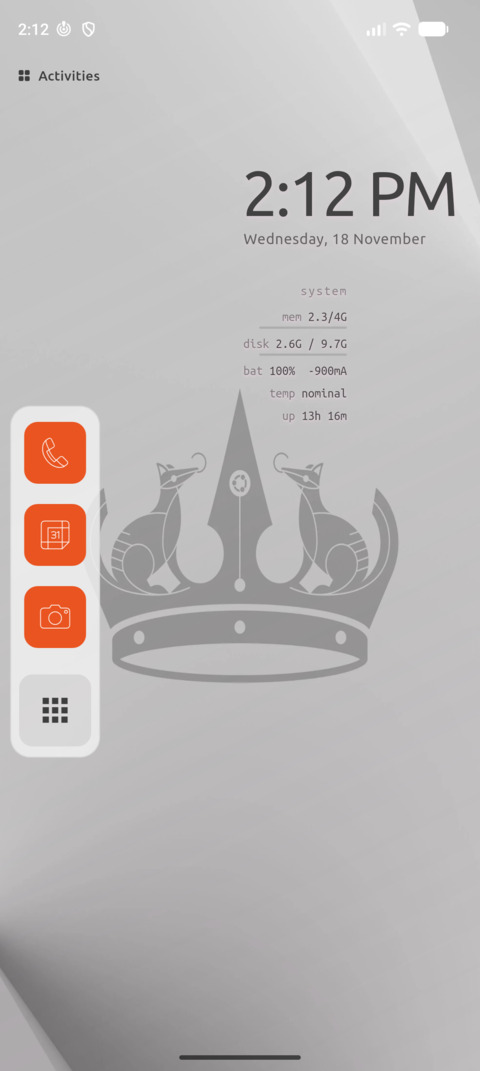 2:12
Activities
2:12 PM
Wednesday, 18 November
system
mem 2.3/4G
disk 2.6G / 9.7G
bat 100% -900mA
temp nominal
up 13h 16m
31